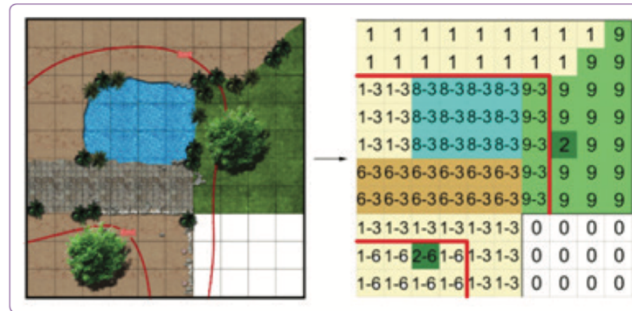 1 1 1 1 1 1 1 1 1 9
1 1 1 1 1 1 1 1 9 9
1-3 1-3 8-3 8-3 8-3 8-3 9-3 9 9 9
1-3 1-3 8-3 8-3 8-3 8-3 9-3 9 9 9
1-3 1-3 8-3 8-3 8-3 8-3 9-3 2 9 9
6-3 6-3 6-3 6-3 6-3 6-3 9-3 9 9 9
6-3 6-3 6-3 6-3 6-3 6-3 9-3 9 9 9
1-3 1-3 1-3 1-3 1-3 1-3 0 0 0 0
1-6 1-6 2-6 1-6 1-3 1-3 0 0 0 0
1-6 1-6 1-6 1-6 1-3 1-3 0 0 0 0